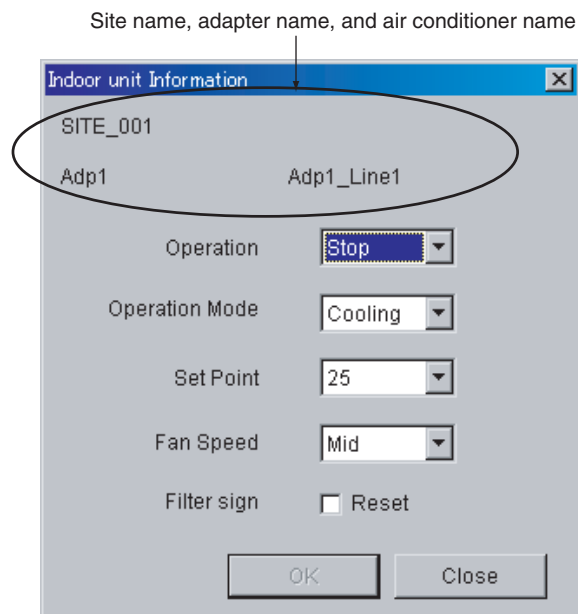 Site name, adapter name, and air conditioner name
Indoor unit Information
SITE_001
Adp1 Adp1_Line1
Operation Stop
Operation Mode Cooling
Set Point 25
Fan Speed Mid
Filter sign Reset
OK Close